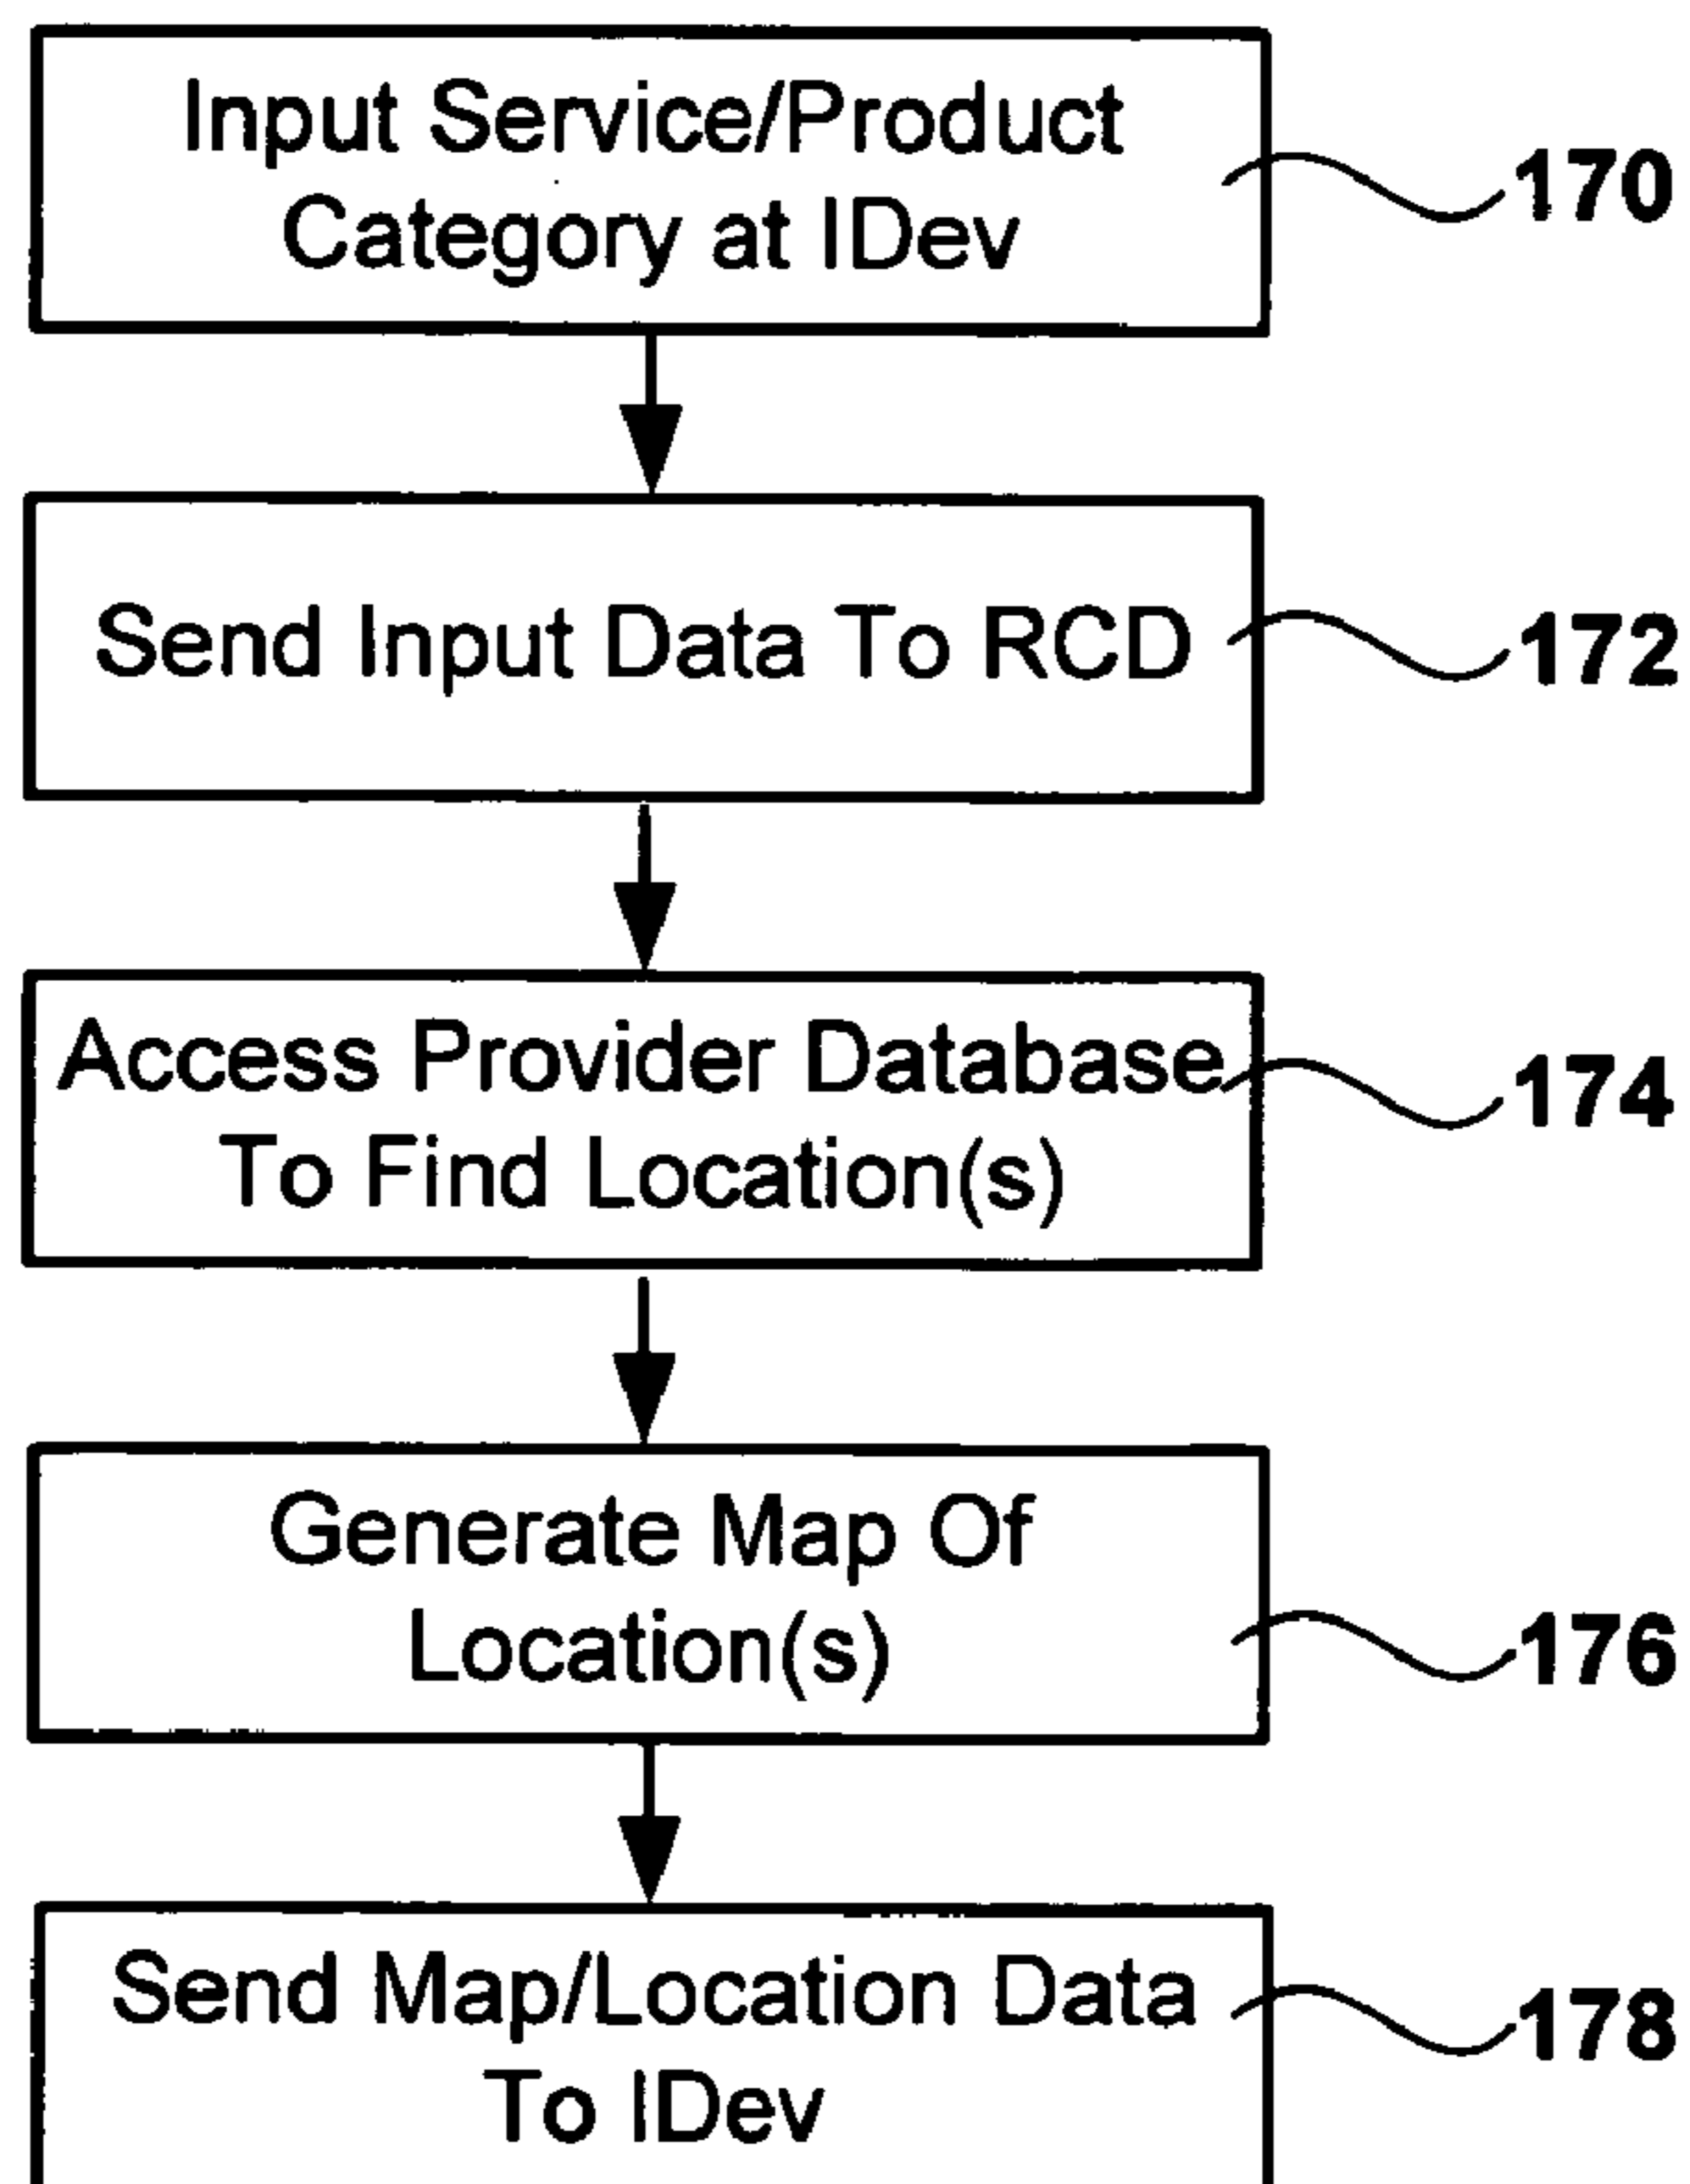 Input Service/Product
Category at IDev
170
Send Input Data To RCD
172
Access Provider Database
To Find Location(s)
174
Generate Map Of
Location(s)
176
Send Map/Location Data
To IDev
178